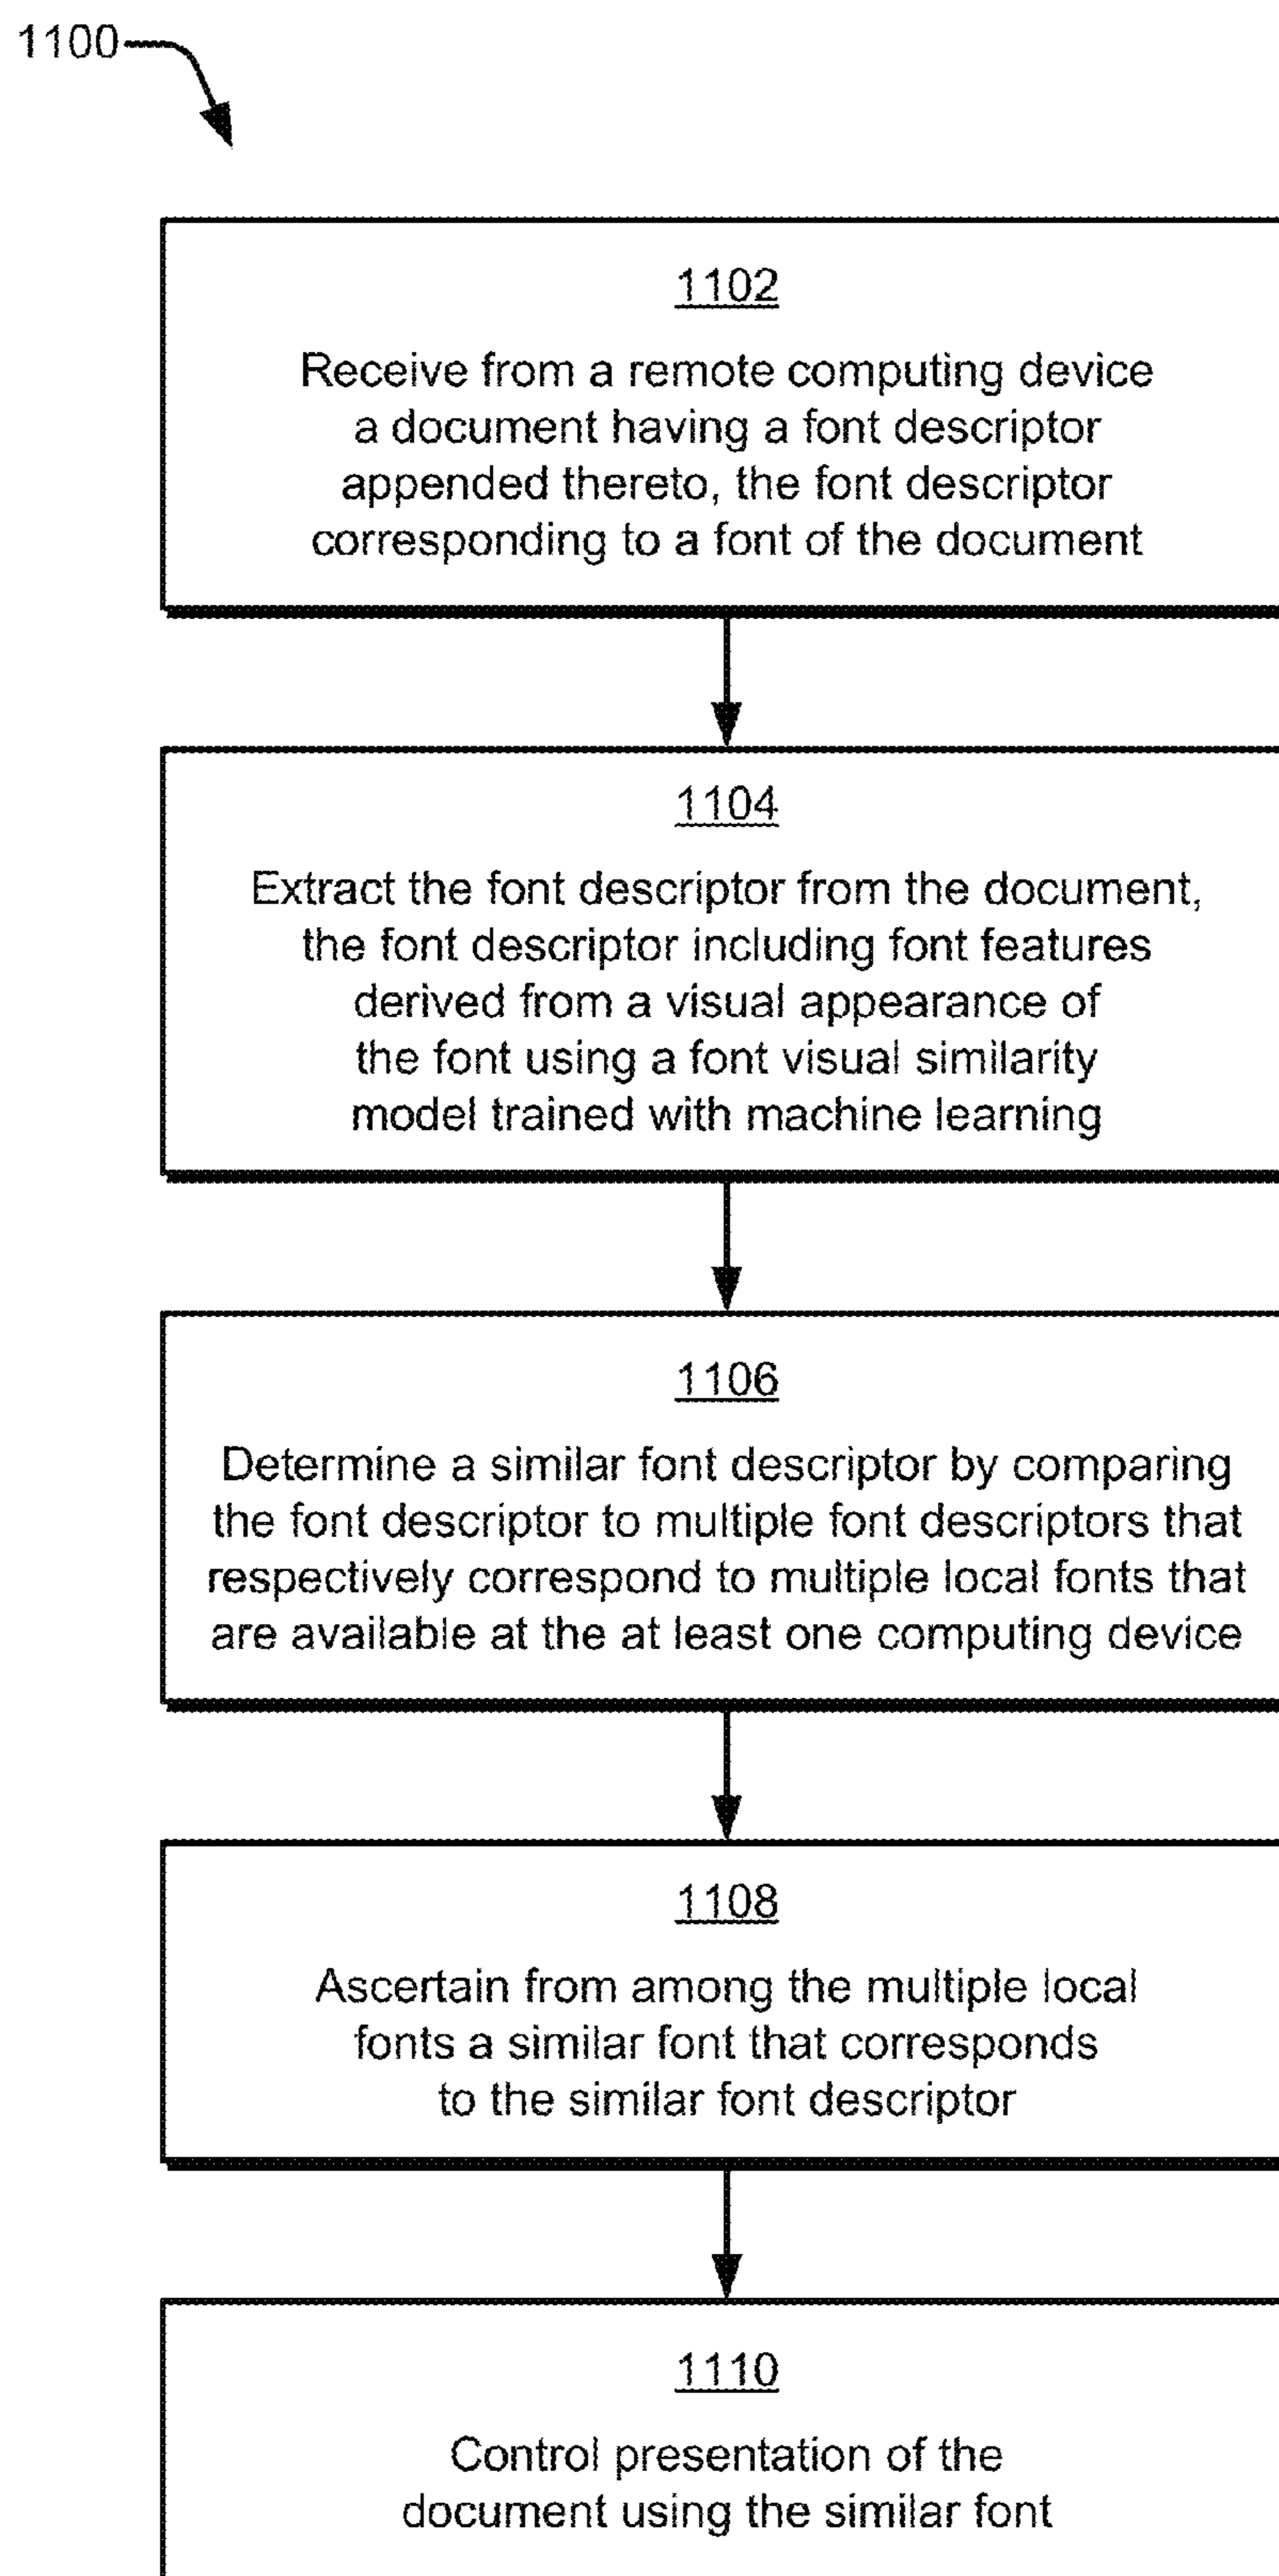 1100
1102
Receive from a remote computing device
a document having a font descriptor
appended thereto, the font descriptor
corresponding to a font of the document
1104
Extract the font descriptor from the document,
the font descriptor including font features
derived from a visual appearance of
the font using a font visual similarity
model trained with machine learning
1106
Determine a similar font descriptor by comparing
the font descriptor to multiple font descriptors that
respectively correspond to multiple local fonts that
are available at the at least one computing device
1108
Ascertain from among the multiple local
fonts a similar font that corresponds
to the similar font descriptor
1110
Control presentation of the
document using the similar font